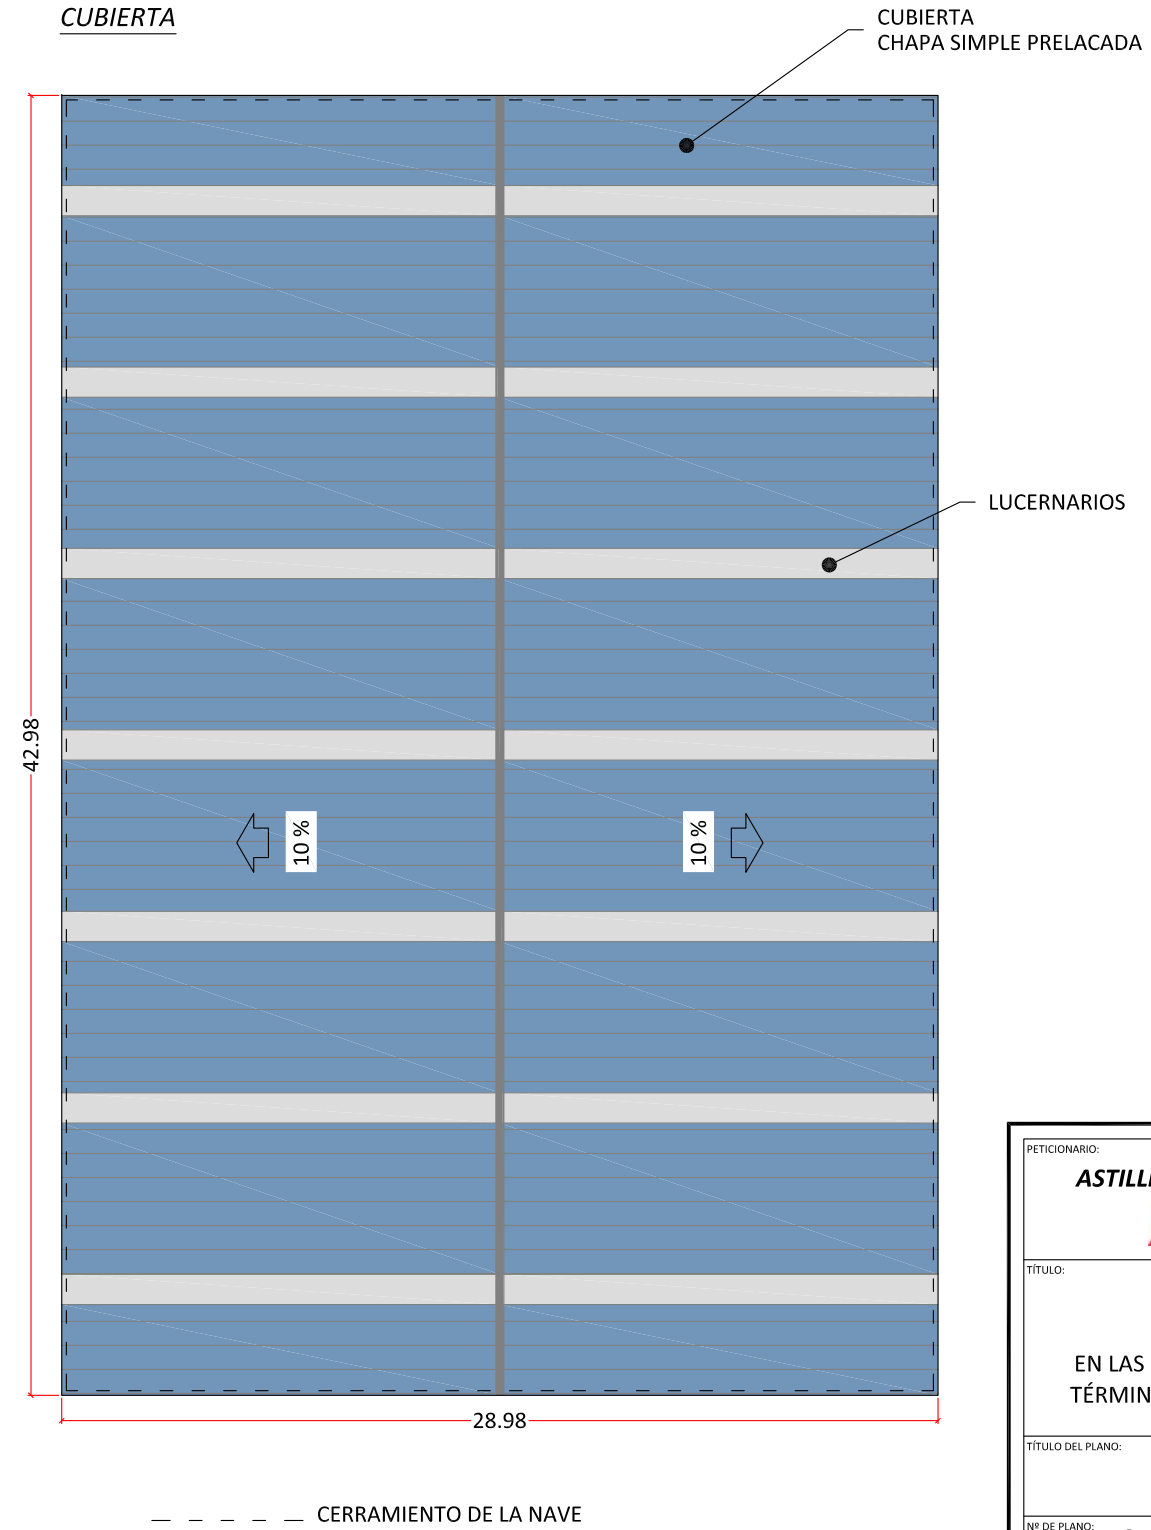 CUBIERTA
CUBIERTA
CHAPA SIMPLE PRELACADA
LUCERNARIOS
42.98
10 %
10 %
28.98
CERRAMIENTO DE LA NAVE
PETICIONARIO:
TÍTULO:
EN LAS
TÍTULO DEL PLANO:
Nº DE PLANO: